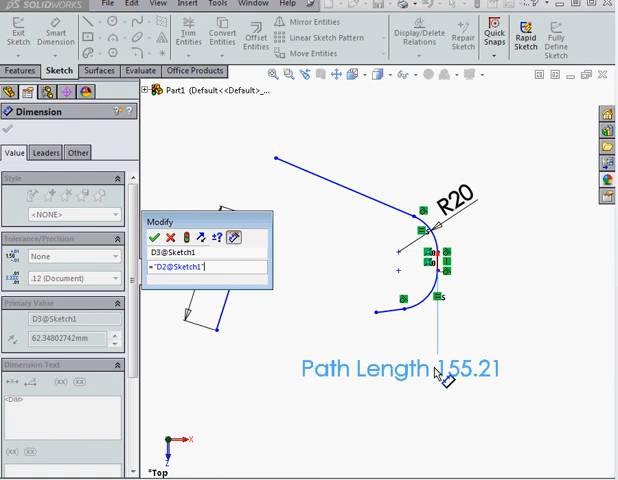 SOLIDWORKS
File Edit View Insert Tools Window Help
Exit Sketch
Smart Dimension
Trim Entities
Convert Entities
Offset Entities
Mirror Entities
Linear Sketch Pattern
Move Entities
Display/Delete Relations
Repair Sketch
Quick Snaps
Rapid Sketch
Fully Define Sketch
Features Sketch Surfaces Evaluate Office Products
Part1 (Default<<Default>_...
Dimension
Value Leaders Other
Style
<NONE>
Tolerance/Precision
None
.12 (Document)
Primary Value
D3@Sketch1
62.34802742mm
Dimension Text
<DIM>
(xx) (xx)
(xx) (xx)
Modify
D3@Sketch1
="D2@Sketch1"
R20
Path Length 155.21
X
Z
*Top